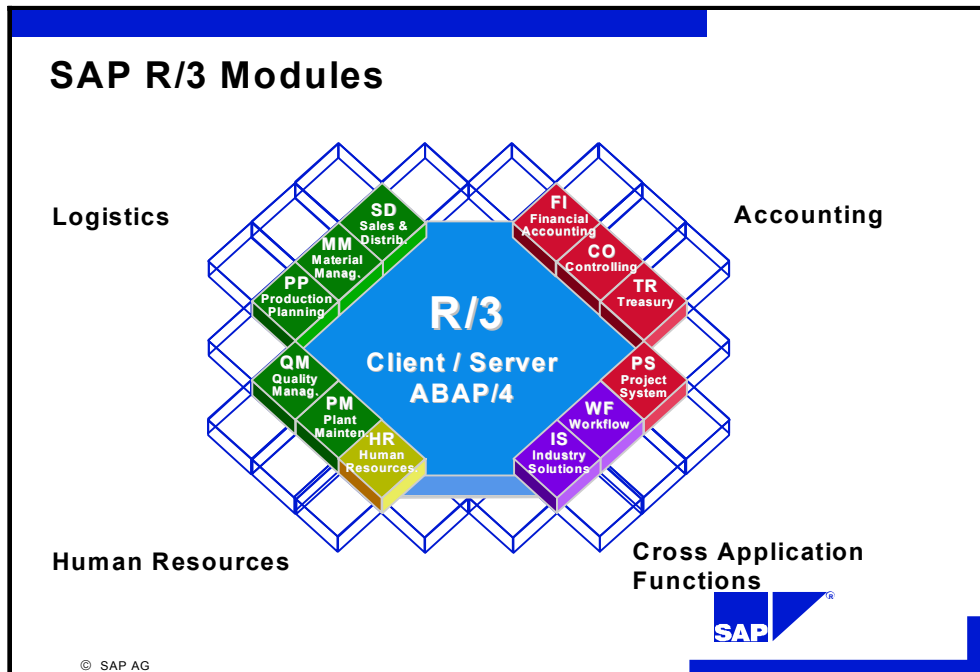 SAP R/3 Modules
Logistics
Accounting
SD
Sales &
Distrib.
MM
Material
Manag.
PP
Production
Planning
FI
Financial
Accounting
CO
Controlling
TR
Treasury
R/3
Client / Server
ABAP/4
QM
Quality
Manag.
PM
Plant
Mainten.
HR
Human
Resources.
PS
Project
System
WF
Workflow
IS
Industry
Solutions
Human Resources
Cross Application
Functions
SAP
®
© SAP AG